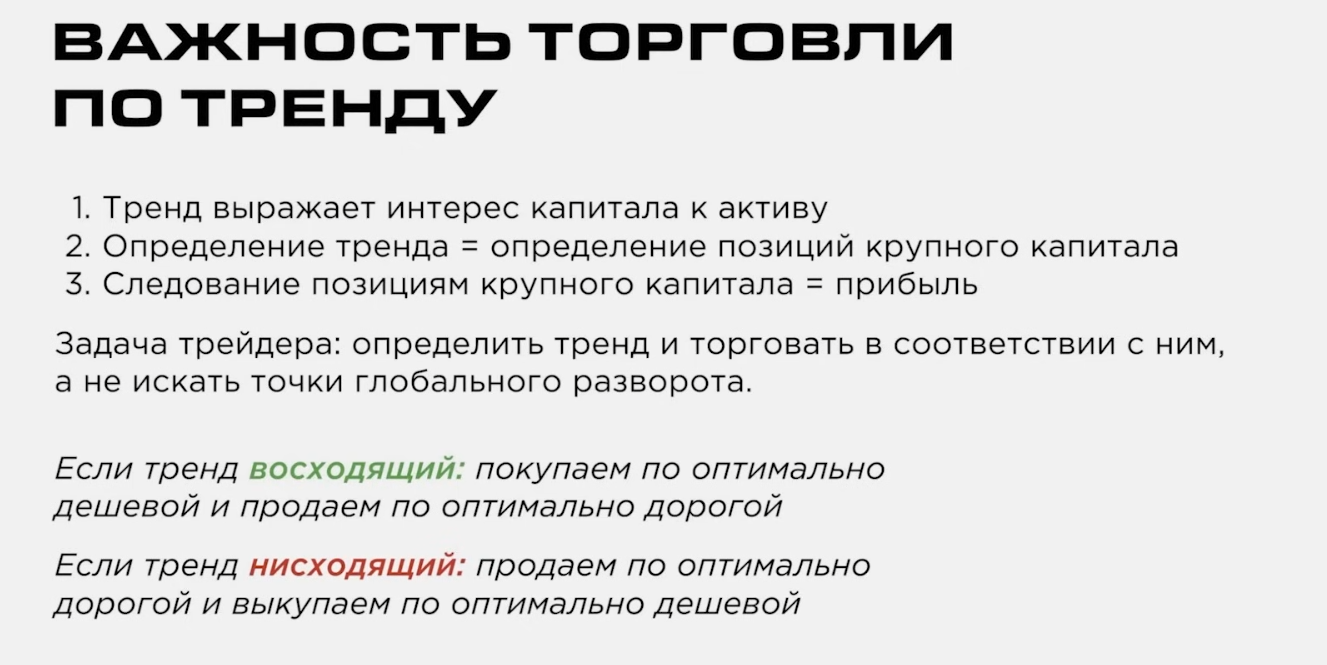 ВАЖНОСТЬ ТОРГОВЛИ
ПО ТРЕНДУ
1. Тренд выражает интерес капитала к активу
2. Определение тренда = определение позиций крупного капитала
3. Следование позициям крупного капитала = прибыль
Задача трейдера: определить тренд и торговать в соответствии с ним,
а не искать точки глобального разворота.
Если тренд восходящий: покупаем по оптимально
дешевой и продаем по оптимально дорогой
Если тренд нисходящий: продаем по оптимально
дорогой и выкупаем по оптимально дешевой